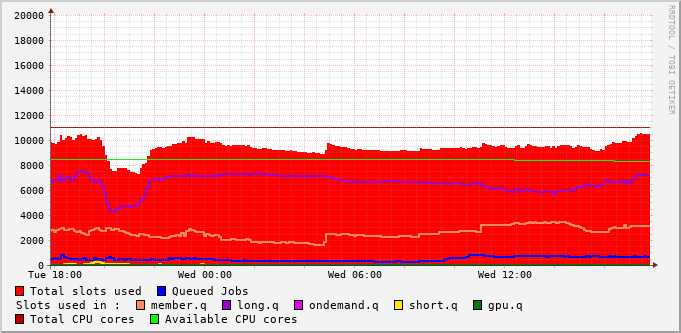 20000
18000
16000
14000
12000
10000
8000
6000
4000
2000
0
Tue 18:00 Wed 00:00 Wed 06:00 Wed 12:00
RRDTOOL / TOBI OETIKER
Total slots used Queued Jobs
Slots used in : member.q long.q ondemand.q short.q gpu.q
Total CPU cores Available CPU cores